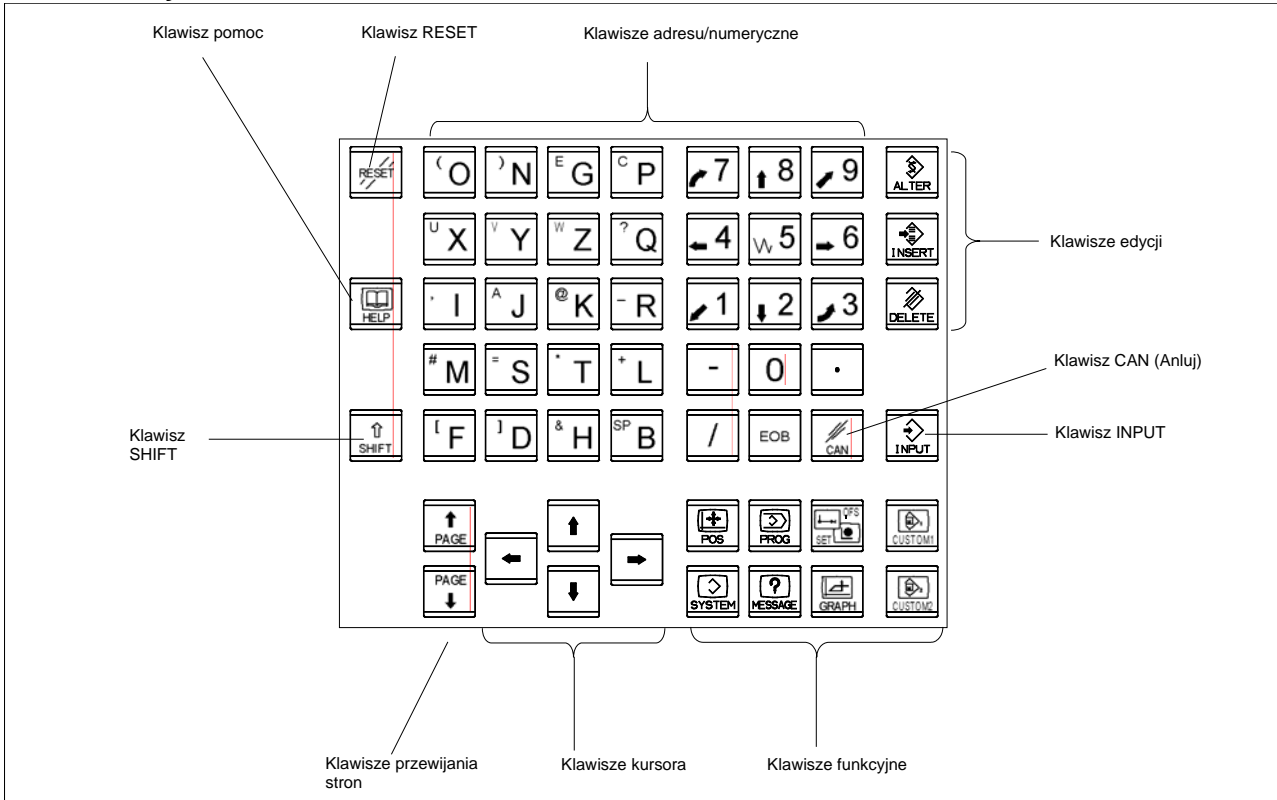 Klawisz pomoc Klawisz RESET Klawisze adresu/numeryczne
RESET ( O ) N E G C P 7 8 9 ALTER
U X V Y W Z ? Q 4 5 6 INSERT
Klawisze edycji
HELP , I A J @ K - R 1 2 3 DELETE
# M = S * T + L - 0 .
Klawisz CAN (Anluj)
Klawisz
SHIFT
SHIFT [ F ] D & H SP B / EOB CAN INPUT
Klawisz INPUT
PAGE POS PROG OFS SET CUSTOM1
PAGE SYSTEM MESSAGE GRAPH CUSTOM2
Klawisze przewijania
stron
Klawisze kursora
Klawisze funkcyjne